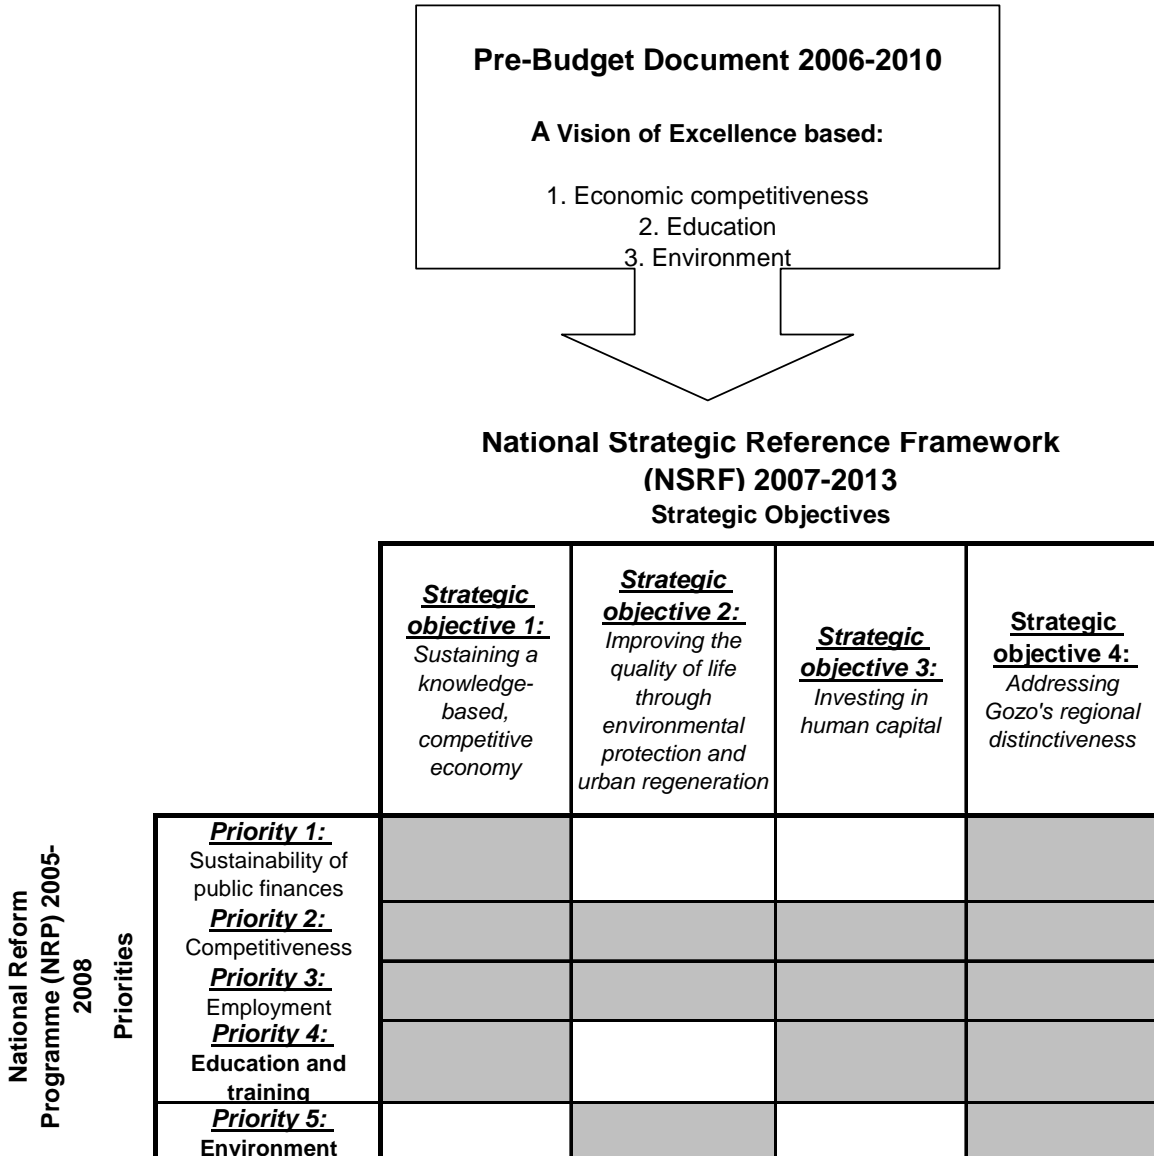 Pre-Budget Document 2006-2010
A Vision of Excellence based:
1. Economic competitiveness
2. Education
3. Environment
National Strategic Reference Framework
(NSRF) 2007-2013
Strategic Objectives
Strategic
objective 1:
Sustaining a
knowledge-
based,
competitive
economy
Strategic
objective 2:
Improving the
quality of life
through
environmental
protection and
urban regeneration
Strategic
objective 3:
Investing in
human capital
Strategic
objective 4:
Addressing
Gozo's regional
distinctiveness
National Reform
Programme (NRP) 2005-
2008
Priorities
Priority 1:
Sustainability of
public finances
Priority 2:
Competitiveness
Priority 3:
Employment
Priority 4:
Education and
training
Priority 5:
Environment